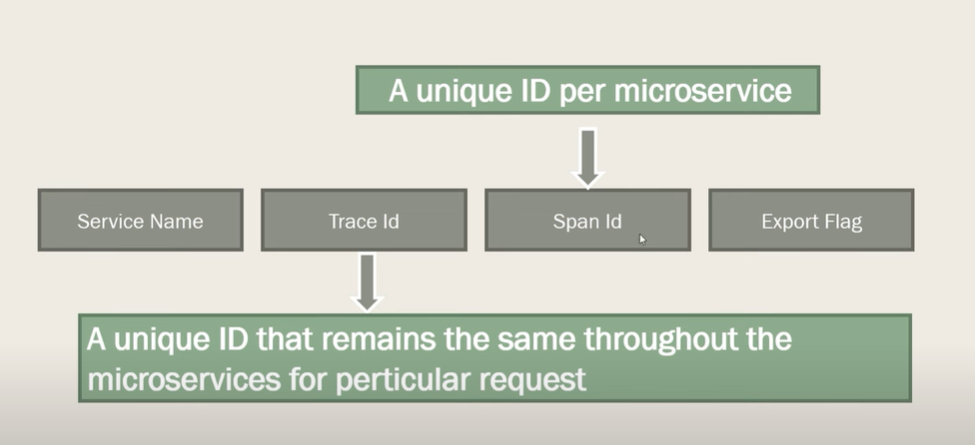 A unique ID per microservice
Service Name
Trace Id
Span Id
Export Flag
A unique ID that remains the same throughout the
microservices for perticular request